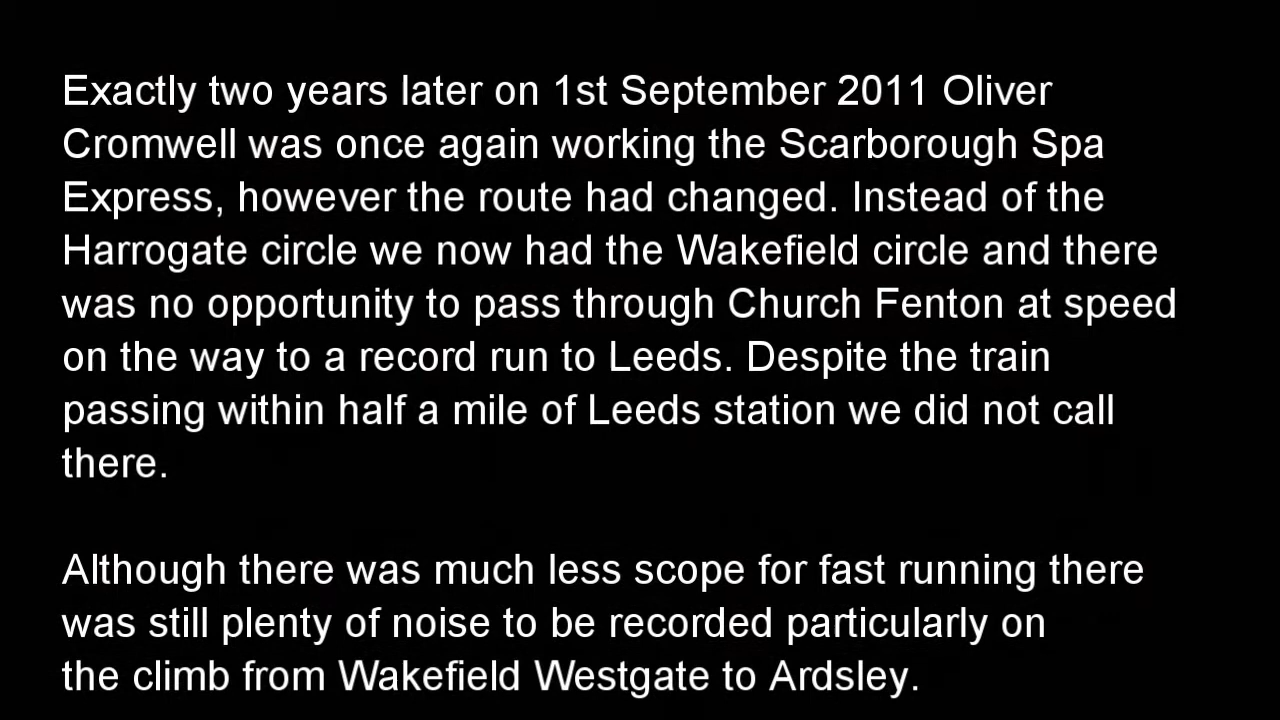 Exactly two years later on 1st September 2011 Oliver
Cromwell was once again working the Scarborough Spa
Express, however the route had changed. Instead of the
Harrogate circle we now had the Wakefield circle and there
was no opportunity to pass through Church Fenton at speed
on the way to a record run to Leeds. Despite the train
passing within half a mile of Leeds station we did not call
there.
Although there was much less scope for fast running there
was still plenty of noise to be recorded particularly on
the climb from Wakefield Westgate to Ardsley.